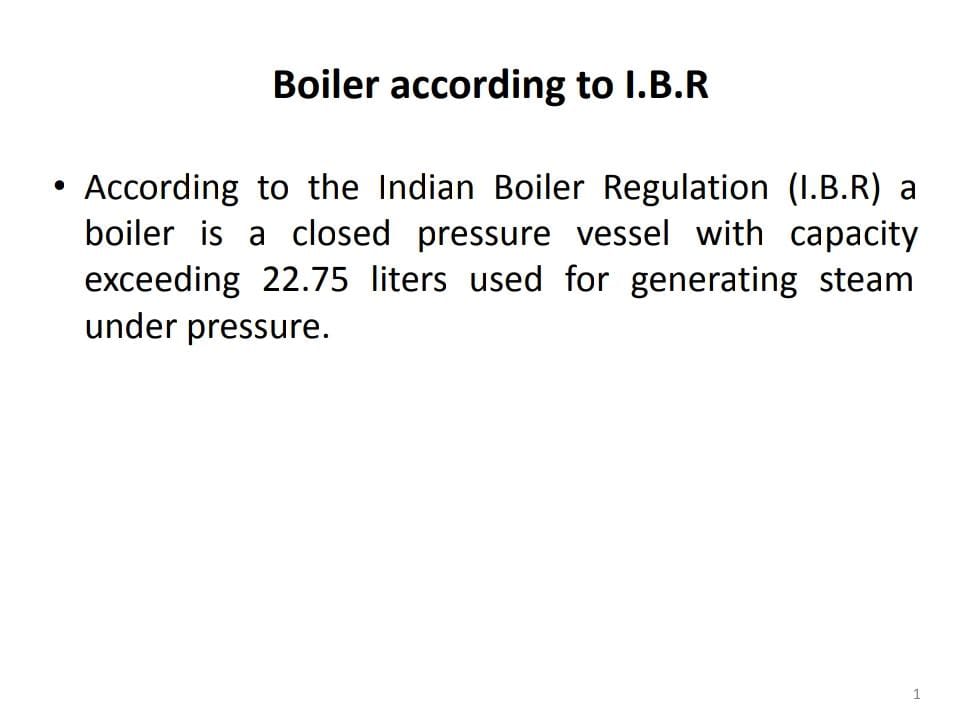 Boiler according to I.B.R
• According to the Indian Boiler Regulation (I.B.R) a
boiler is a closed pressure vessel with capacity
exceeding 22.75 liters used for generating steam
under pressure.
1